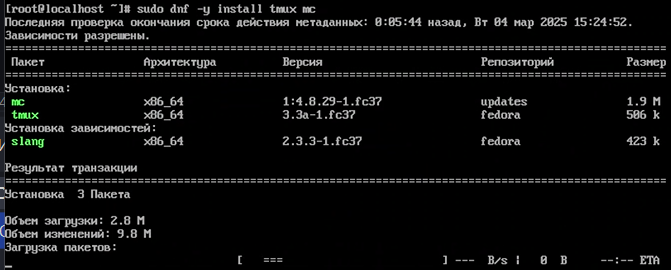 [root@localhost ~]# sudo dnf -y install tmux mc
Последняя проверка окончания срока действия метаданных: 0:05:44 назад, Вт 04 мар 2025 15:24:52.
Зависимости разрешены.
================================================================================
Пакет Архитектура Версия Репозиторий Размер
================================================================================
Установка:
mc x86_64 1:4.8.29-1.fc37 updates 1.9 M
tmux x86_64 3.3a-1.fc37 fedora 506 k
Установка зависимостей:
slang x86_64 2.3.3-1.fc37 fedora 423 k
Результат транзакции
================================================================================
Установка 3 Пакета
Объем загрузки: 2.8 M
Объем изменений: 9.8 M
Загрузка пакетов:
[ === ] --- B/s | 0 B --:-- ETA